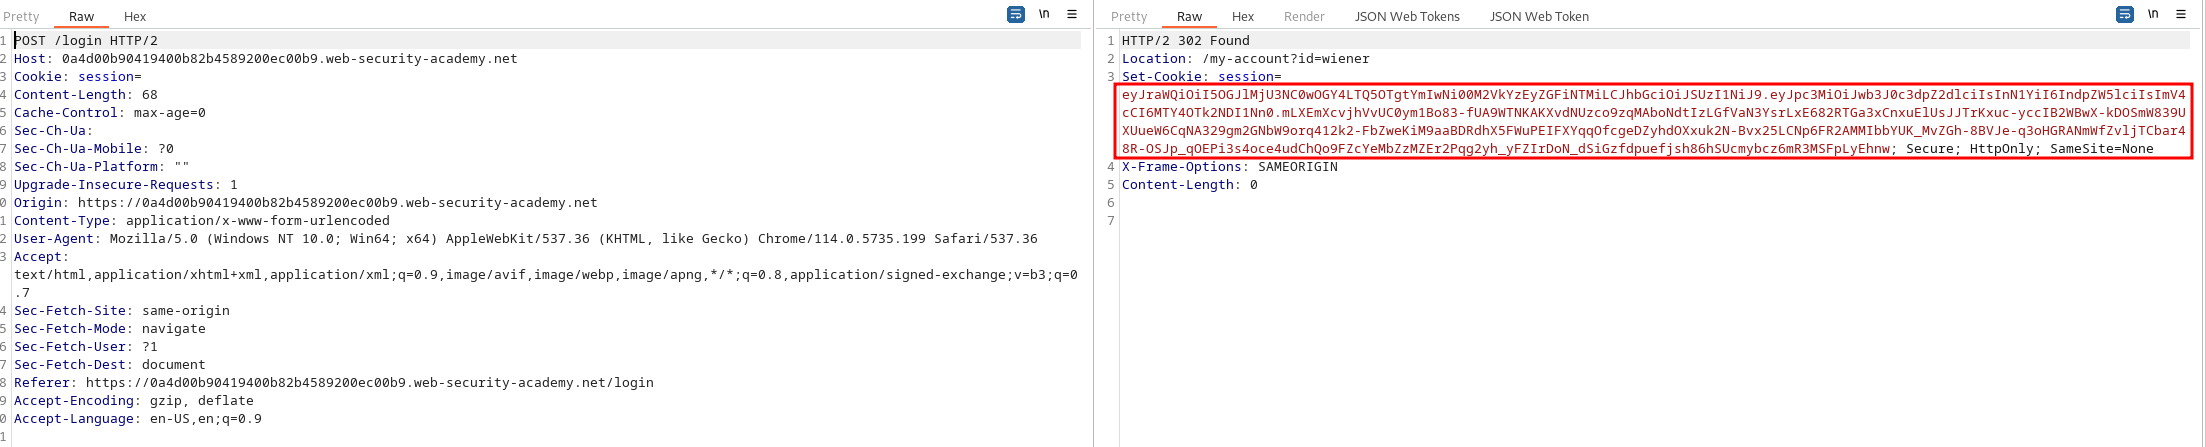 Pretty Raw Hex \n
1 POST /login HTTP/2
2 Host: 0a4d00b90419400b82b4589200ec00b9.web-security-academy.net
3 Cookie: session=
4 Content-Length: 68
5 Cache-Control: max-age=0
6 Sec-Ch-Ua:
7 Sec-Ch-Ua-Mobile: ?0
8 Sec-Ch-Ua-Platform: ""
9 Upgrade-Insecure-Requests: 1
0 Origin: https://0a4d00b90419400b82b4589200ec00b9.web-security-academy.net
1 Content-Type: application/x-www-form-urlencoded
2 User-Agent: Mozilla/5.0 (Windows NT 10.0; Win64; x64) AppleWebKit/537.36 (KHTML, like Gecko) Chrome/114.0.5735.199 Safari/537.36
3 Accept:
text/html,application/xhtml+xml,application/xml;q=0.9,image/avif,image/webp,image/apng,*/*;q=0.8,application/signed-exchange;v=b3;q=0
.7
4 Sec-Fetch-Site: same-origin
5 Sec-Fetch-Mode: navigate
6 Sec-Fetch-User: ?1
7 Sec-Fetch-Dest: document
8 Referer: https://0a4d00b90419400b82b4589200ec00b9.web-security-academy.net/login
9 Accept-Encoding: gzip, deflate
0 Accept-Language: en-US,en;q=0.9
1
Pretty Raw Hex Render JSON Web Tokens JSON Web Token \n
1 HTTP/2 302 Found
2 Location: /my-account?id=wiener
3 Set-Cookie: session=
eyJraWQiOiI5OGJlMjU3NC0wOGY4LTQ5OTgtYmIwNi00M2VkYzEyZGFiNTMiLCJhbGciOiJSUzI1NiJ9.eyJpc3MiOiJwb3J0c3dpZ2dlciIsInN1YiI6IndpZW5lciIsImV4
cCI6MTY4OTk2NDI1Nn0.mLXEmXcvjhVvUC0ym1Bo83-fUA9WTNKAKXvdNUzco9zqMAboNdtIzLGfVaN3YsrLxE682RTGa3xCnxuElUsJJTrKxuc-yccIB2WBwX-kDOSmW839U
XUueW6CqNA329gm2GNbW9orq412k2-FbZweKiM9aaBDRdhX5FWuPEIFXYqqOfcgeDZyhdOXxuk2N-Bvx25LCNp6FR2AMMIbbYUK_MvZGh-8BVJe-q3oHGRANmWfZvljTCbar4
8R-OSJp_qOEPi3s4oce4udChQo9FZcYeMbZzMZEr2Pqg2yh_yFZIrDoN_dSiGzfdpuefjsh86hSUcmybcz6mR3MSFpLyEhnw; Secure; HttpOnly; SameSite=None
4 X-Frame-Options: SAMEORIGIN
5 Content-Length: 0
6
7